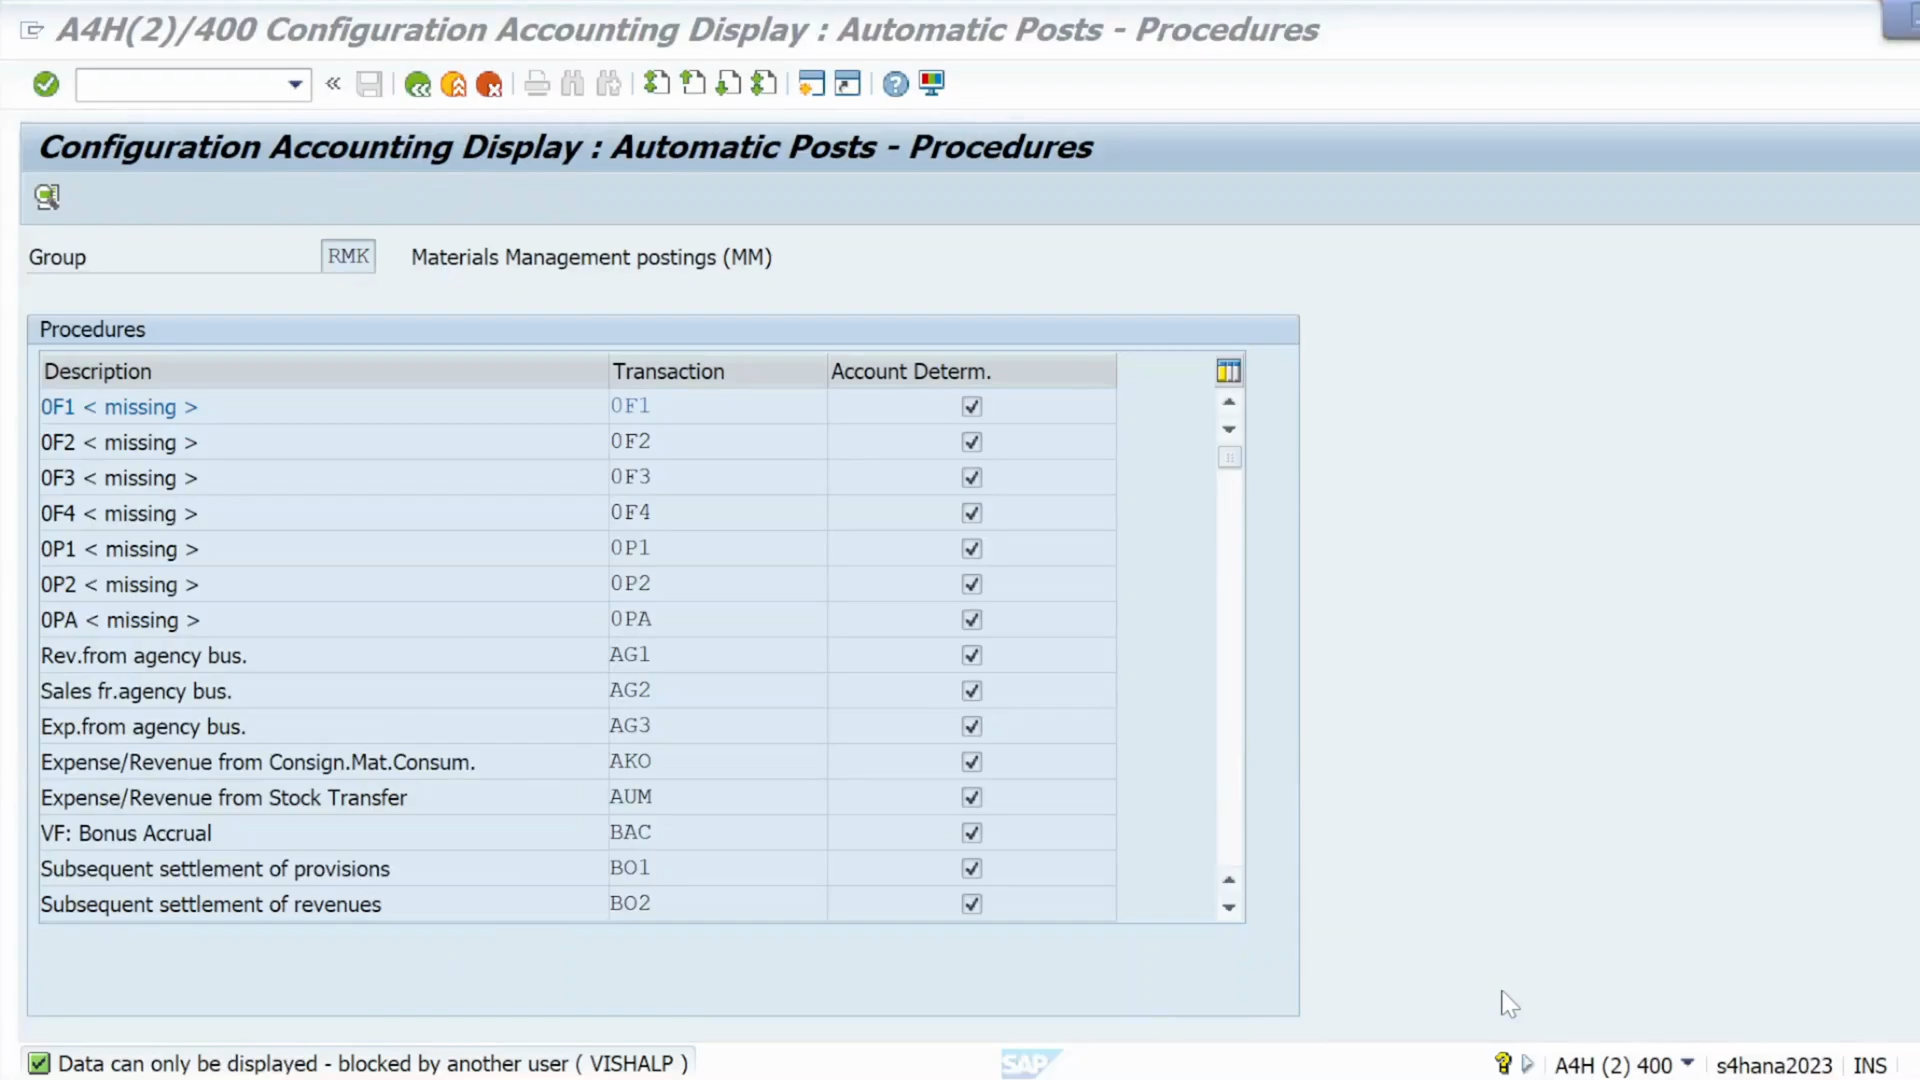 A4H(2)/400 Configuration Accounting Display : Automatic Posts - Procedures
Configuration Accounting Display : Automatic Posts - Procedures
Group RMK Materials Management postings (MM)
Procedures
Description Transaction Account Determ.
0F1 < missing > 0F1
0F2 < missing > 0F2
0F3 < missing > 0F3
0F4 < missing > 0F4
0P1 < missing > 0P1
0P2 < missing > 0P2
0PA < missing > 0PA
Rev.from agency bus. AG1
Sales fr.agency bus. AG2
Exp.from agency bus. AG3
Expense/Revenue from Consign.Mat.Consum. AKO
Expense/Revenue from Stock Transfer AUM
VF: Bonus Accrual BAC
Subsequent settlement of provisions BO1
Subsequent settlement of revenues BO2
Data can only be displayed - blocked by another user ( VISHALP )
SAP
A4H (2) 400
s4hana2023
INS